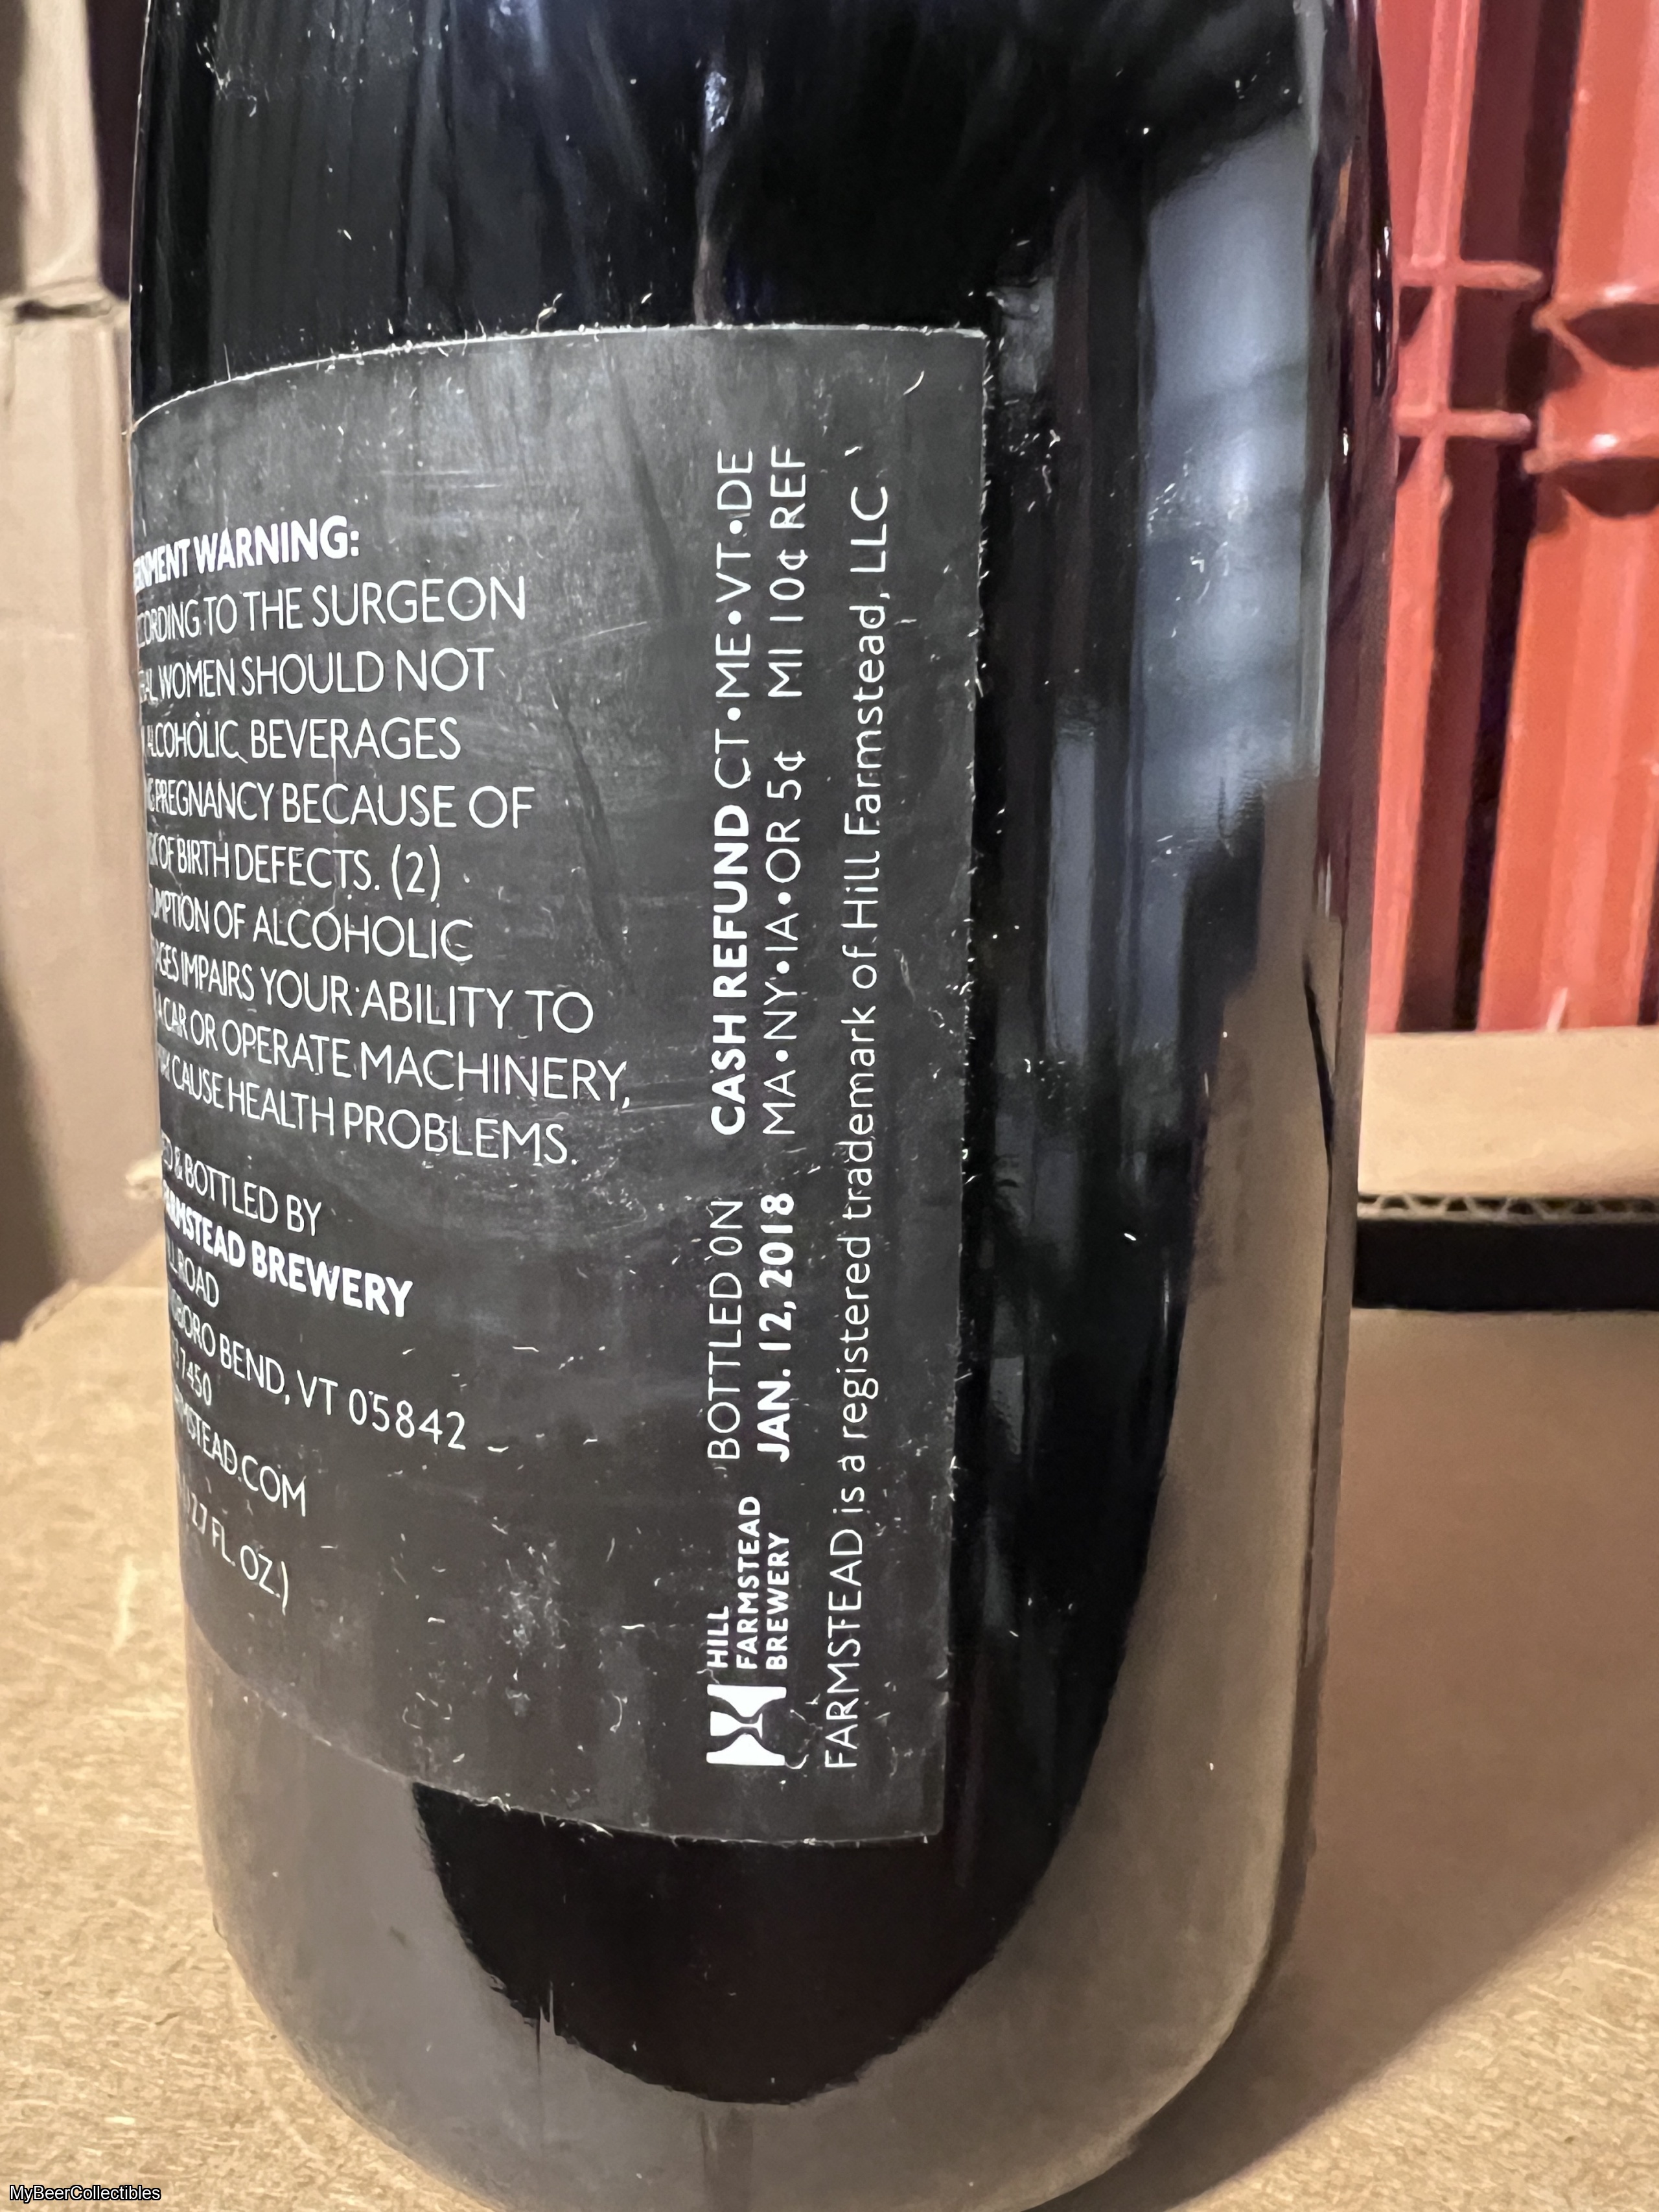 WARNING:
TO THE SURGEON
WOMEN SHOULD NOT
ALCOHOLIC BEVERAGES
PREGNANCY BECAUSE OF
OF BIRTH DEFECTS. (2)
OF ALCOHOLIC
IMPAIRS YOUR ABILITY TO
A CAR OR OPERATE MACHINERY,
CAUSE HEALTH PROBLEMS.
& BOTTLED BY
BREWERY
ROAD
BEND, VT 05842
7450
.COM
FL. OZ.)
HILL
FARMSTEAD
BREWERY
BOTTLED ON
JAN. 12, 2018
CASH REFUND CT•ME•VT•DE
MA•NY•IA•OR 5¢ MI 10¢ REF
FARMSTEAD is a registered trademark of Hill Farmstead, LLC
MyBeerCollectibles